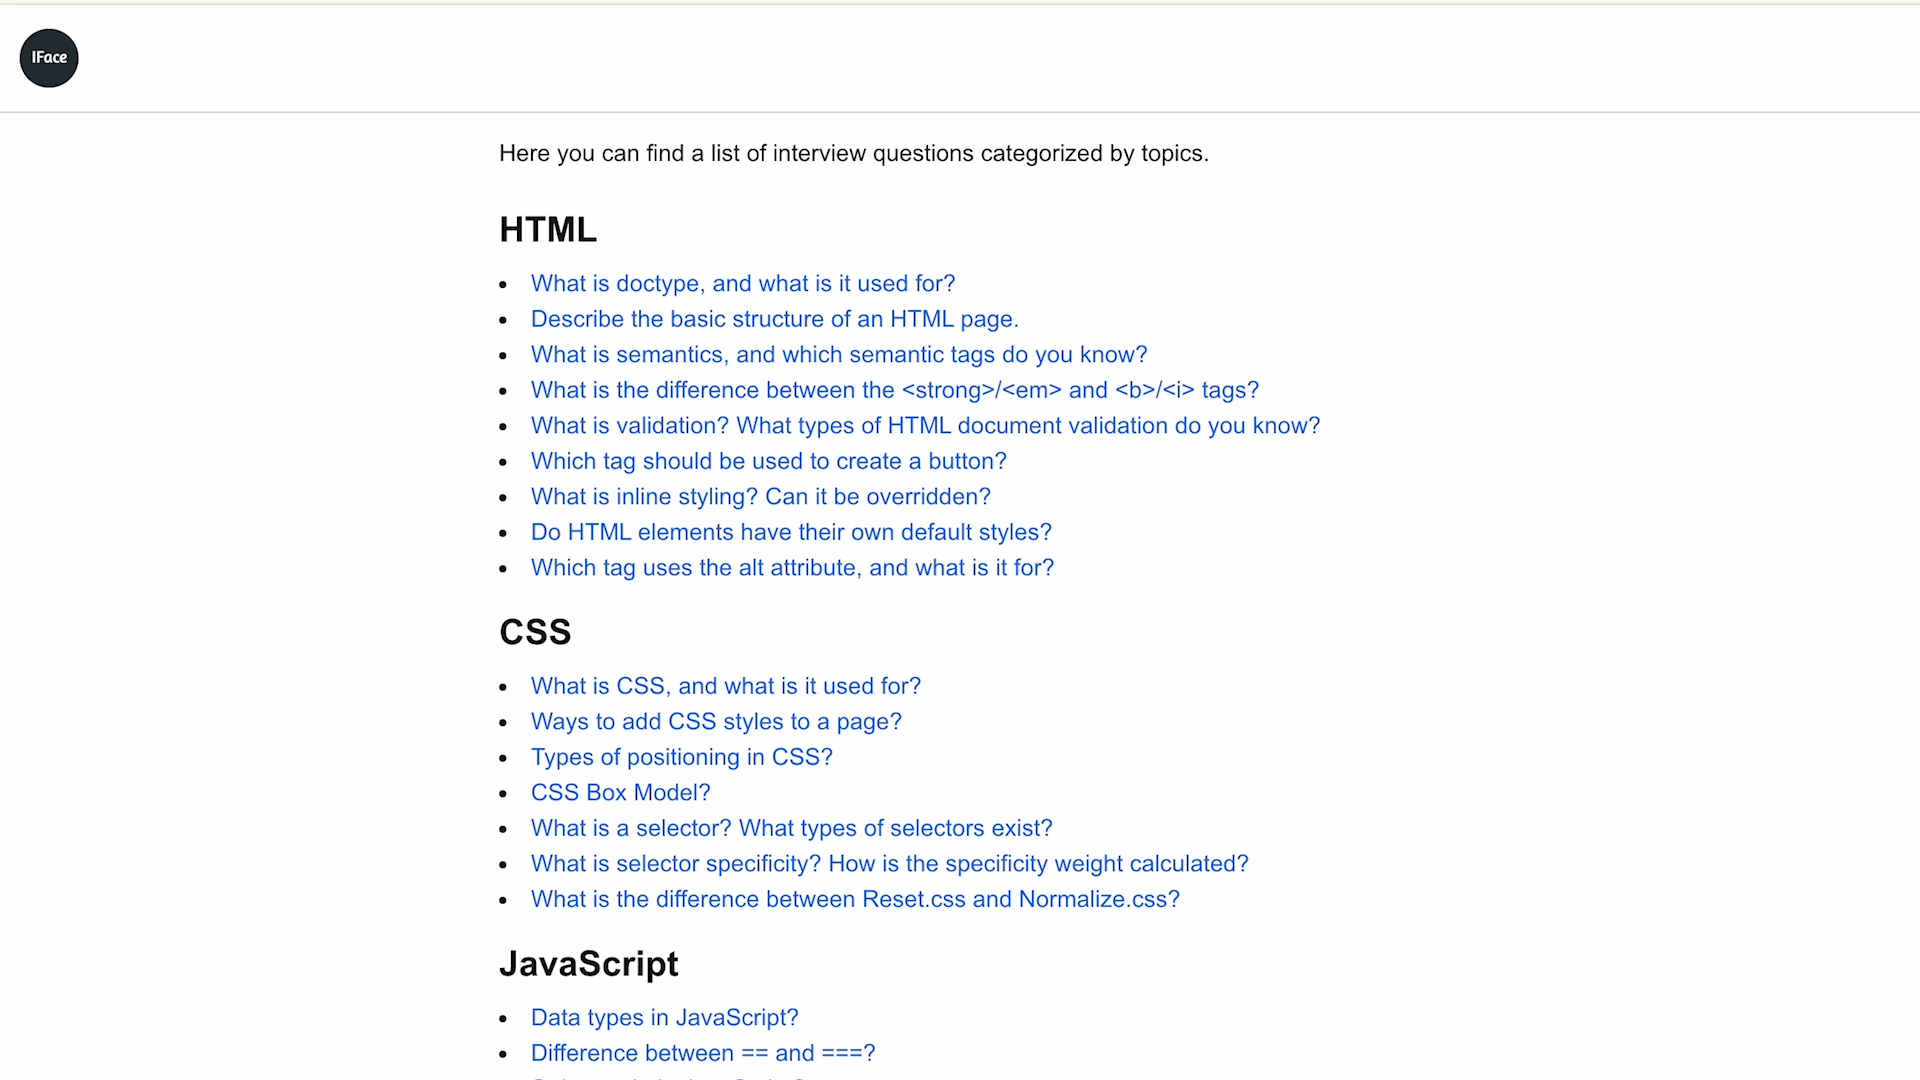 IFace
Here you can find a list of interview questions categorized by topics.
HTML
What is doctype, and what is it used for?
Describe the basic structure of an HTML page.
What is semantics, and which semantic tags do you know?
What is the difference between the <strong>/<em> and <b>/<i> tags?
What is validation? What types of HTML document validation do you know?
Which tag should be used to create a button?
What is inline styling? Can it be overridden?
Do HTML elements have their own default styles?
Which tag uses the alt attribute, and what is it for?
CSS
What is CSS, and what is it used for?
Ways to add CSS styles to a page?
Types of positioning in CSS?
CSS Box Model?
What is a selector? What types of selectors exist?
What is selector specificity? How is the specificity weight calculated?
What is the difference between Reset.css and Normalize.css?
JavaScript
Data types in JavaScript?
Difference between == and ===?